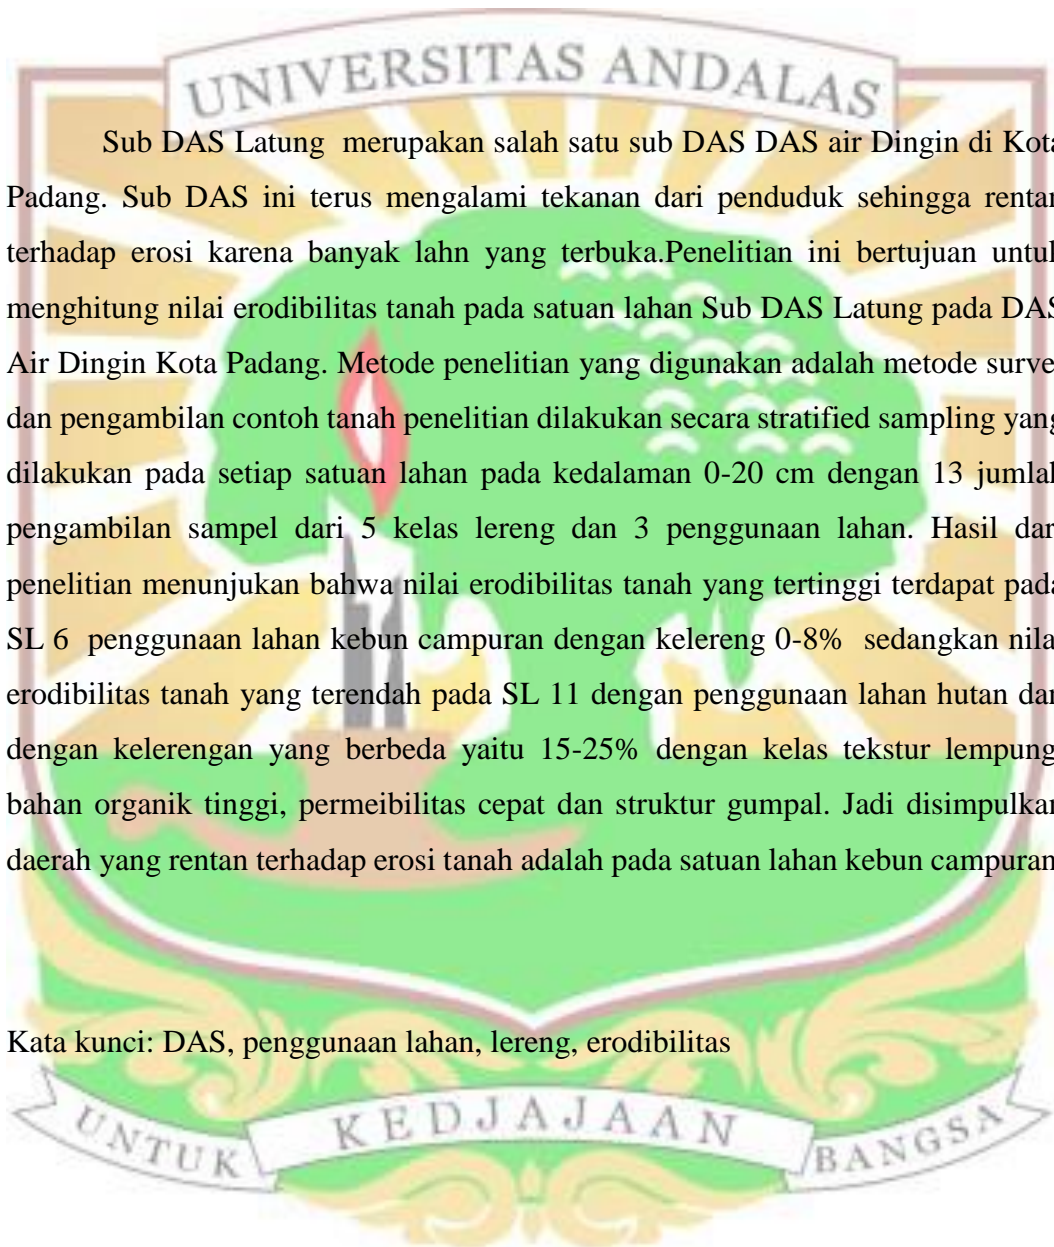 UNIVERSITAS ANDALAS
Sub DAS Latung merupakan salah satu sub DAS DAS air Dingin di Kota
Padang. Sub DAS ini terus mengalami tekanan dari penduduk sehingga rentan
terhadap erosi karena banyak lahn yang terbuka.Penelitian ini bertujuan untuk
menghitung nilai erodibilitas tanah pada satuan lahan Sub DAS Latung pada DAS
Air Dingin Kota Padang. Metode penelitian yang digunakan adalah metode survei
dan pengambilan contoh tanah penelitian dilakukan secara stratified sampling yang
dilakukan pada setiap satuan lahan pada kedalaman 0-20 cm dengan 13 jumlah
pengambilan sampel dari 5 kelas lereng dan 3 penggunaan lahan. Hasil dari
penelitian menunjukan bahwa nilai erodibilitas tanah yang tertinggi terdapat pada
SL 6 penggunaan lahan kebun campuran dengan kelereng 0-8% sedangkan nilai
erodibilitas tanah yang terendah pada SL 11 dengan penggunaan lahan hutan dan
dengan kelerengan yang berbeda yaitu 15-25% dengan kelas tekstur lempung,
bahan organik tinggi, permeibilitas cepat dan struktur gumpal. Jadi disimpulkan
daerah yang rentan terhadap erosi tanah adalah pada satuan lahan kebun campuran
Kata kunci: DAS, penggunaan lahan, lereng, erodibilitas
UNTUK KEDJAJAAN BANGSA